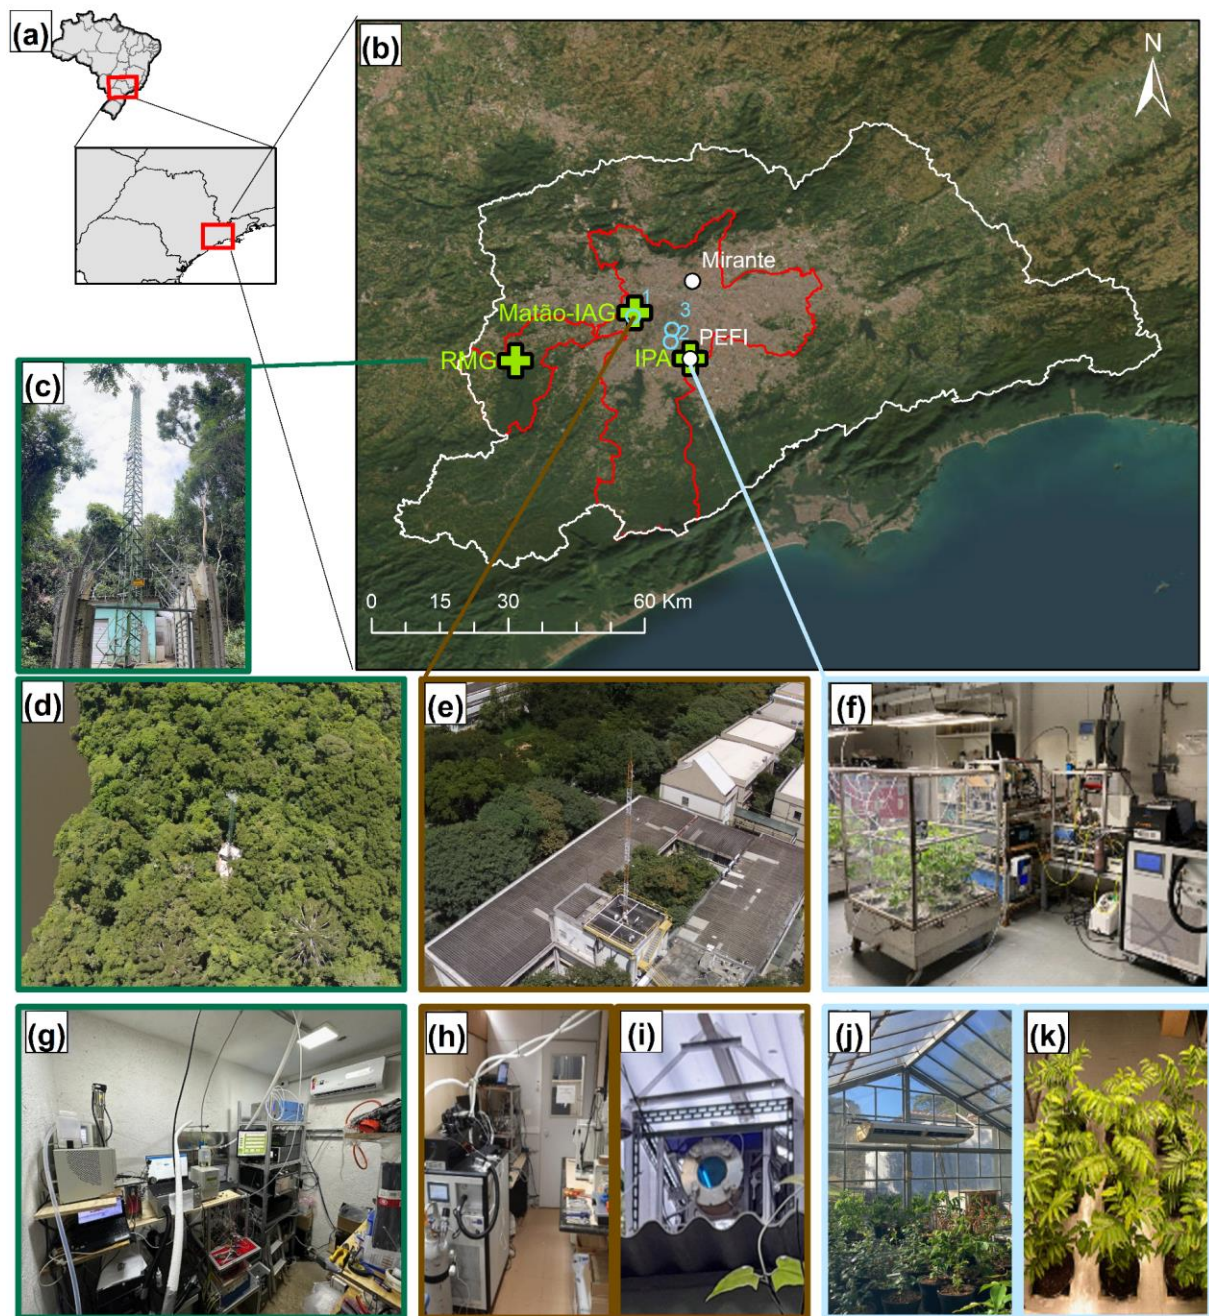 (a)
(b)
N
Mirante
1
Matão-IAG
3
2
PEFI
RMG
IPA
(c)
0 15 30 60 Km
(d)
(e)
(f)
(g)
(h)
(i)
(j)
(k)